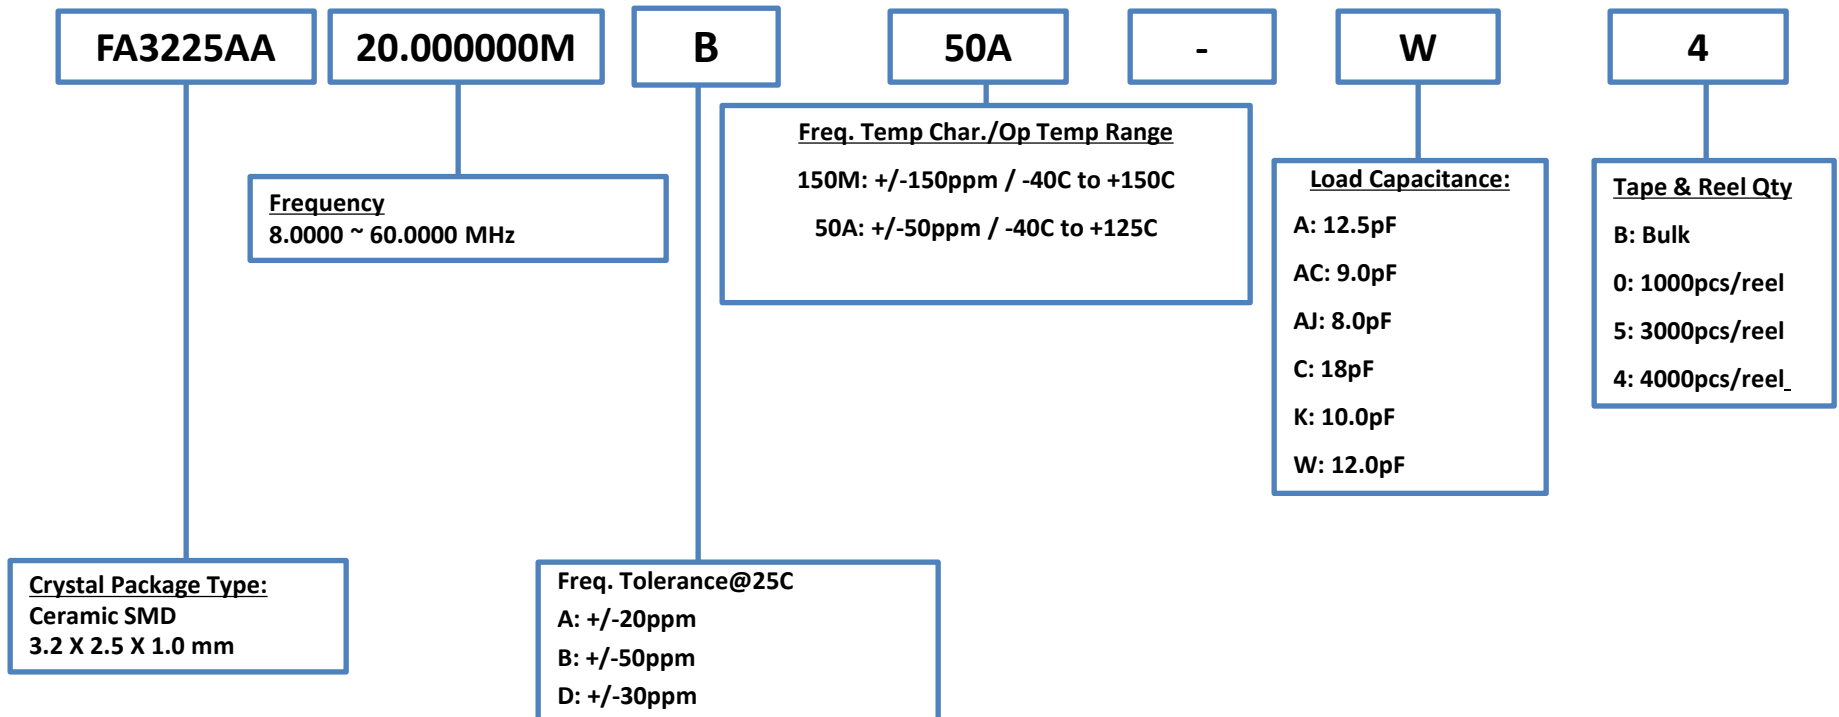 FA3225AA
20.000000M
B
50A
-
W
4
Freq. Temp Char./Op Temp Range
150M: +/-150ppm / -40C to +150C
50A: +/-50ppm / -40C to +125C
Frequency
8.0000 ~ 60.0000 MHz
Load Capacitance:
A: 12.5pF
AC: 9.0pF
AJ: 8.0pF
C: 18pF
K: 10.0pF
W: 12.0pF
Tape & Reel Qty
B: Bulk
0: 1000pcs/reel
5: 3000pcs/reel
4: 4000pcs/reel_
Crystal Package Type:
Ceramic SMD
3.2 X 2.5 X 1.0 mm
Freq. Tolerance@25C
A: +/-20ppm
B: +/-50ppm
D: +/-30ppm